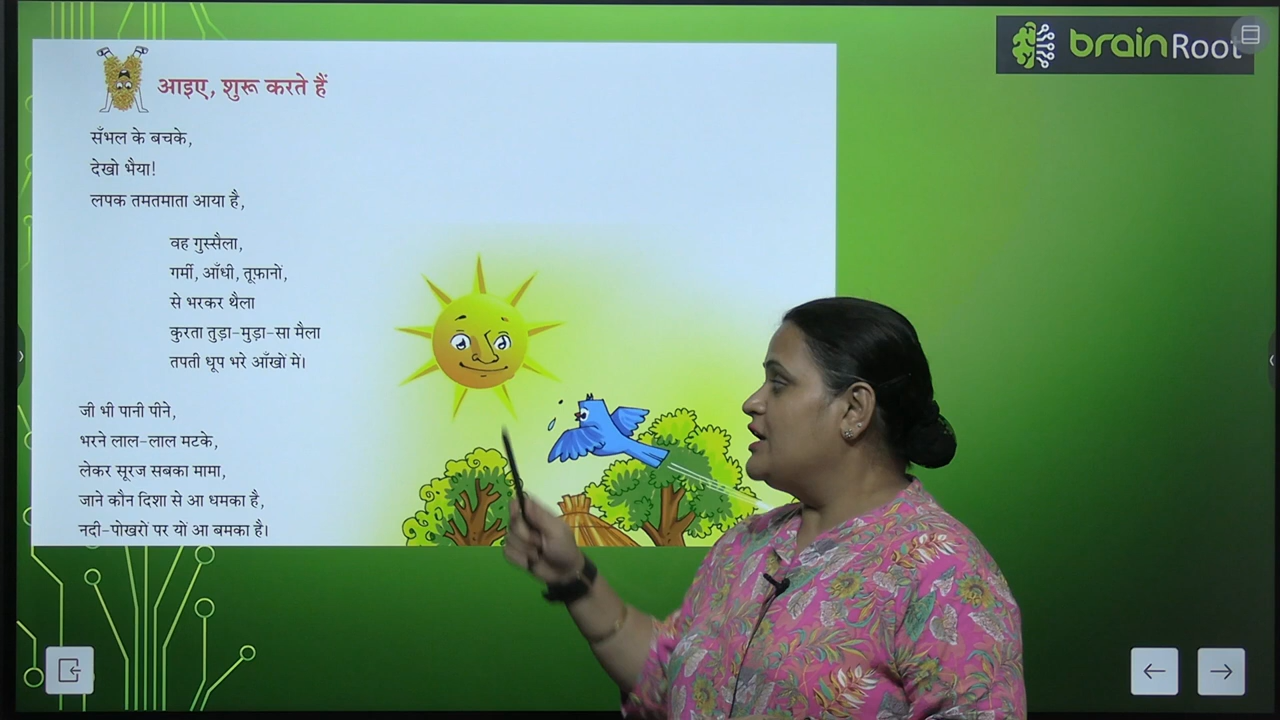 brainRoot
आइए, शुरू करते हैं
सँभल के बचके,
देखो भैया!
लपक तमतमाता आया है,
वह गुस्सैला,
गर्मी, आँधी, तूफ़ानों,
से भरकर थैला
कुरता तुड़ा-मुड़ा-सा मैला
तपती धूप भरे आँखों में।
जी भी पानी पीने,
भरने लाल-लाल मटके,
लेकर सूरज सबका मामा,
जाने कौन दिशा से आ धमका है,
नदी-पोखरों पर यों आ बमका है।